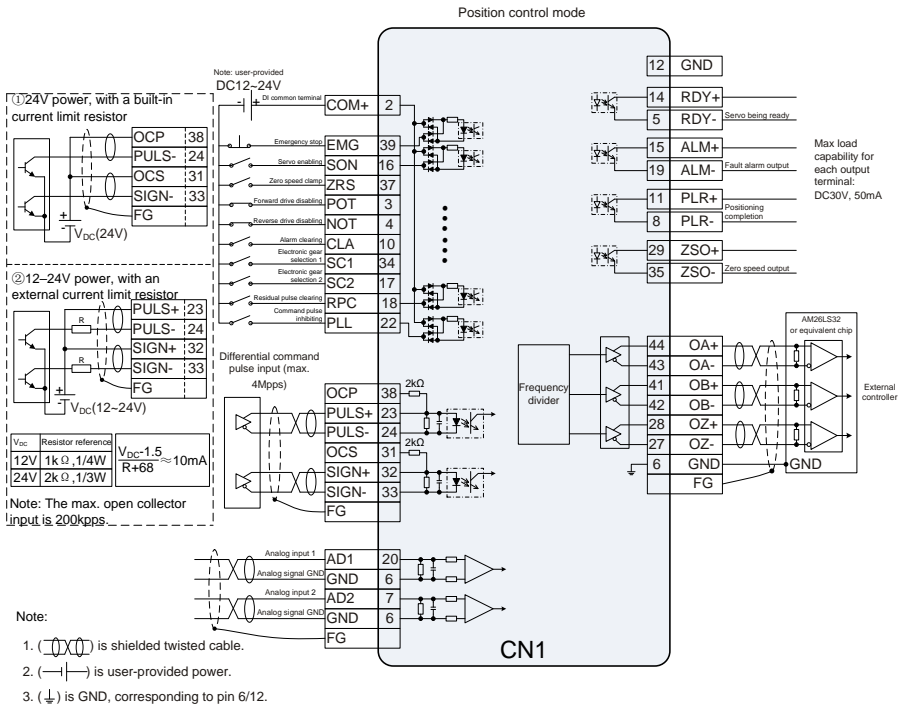 Position control mode
①24V power, with a built-in
current limit resistor
OCP 38
PULS- 24
OCS 31
SIGN- 33
FG
+
VDC(24V)
②12–24V power, with an
external current limit resistor
PULS+ 23
R PULS- 24
SIGN+ 32
R SIGN- 33
FG
+
VDC(12~24V)
VDC Resistor reference
12V 1kΩ,1/4W
24V 2kΩ,1/3W
VDC-1.5
R+68
≈10mA
Note: The max. open collector
input is 200kpps.
Note: user-provided
DC12~24V
- + DI common terminal COM+ 2
Emergency stop EMG 39
Servo enabling SON 16
Zero speed clamp ZRS 37
Forward drive disabling POT 3
Reverse drive disabling NOT 4
Alarm clearing CLA 10
Electronic gear
selection 1 SC1 34
Electronic gear
selection 2 SC2 17
Residual pulse clearing RPC 18
Command pulse
inhibiting PLL 22
Differential command
pulse input (max.
4Mpps)
OCP 38 2kΩ
PULS+ 23
PULS- 24
OCS 31 2kΩ
SIGN+ 32
SIGN- 33
FG
Analog input 1 AD1 20
Analog signal GND GND 6
Analog input 2 AD2 7
Analog signal GND GND 6
FG
12 GND
14 RDY+
5 RDY- Servo being ready
15 ALM+
19 ALM- Fault alarm output
11 PLR+
8 PLR- Positioning
completion
29 ZSO+
35 ZSO- Zero speed output
Max load
capability for
each output
terminal:
DC30V, 50mA
Frequency
divider
44 OA+
43 OA-
41 OB+
42 OB-
28 OZ+
27 OZ-
6 GND
FG
AM26LS32
or equivalent chip
GND
External
controller
CN1
Note:
1. ( ) is shielded twisted cable.
2. ( ) is user-provided power.
3. ( ) is GND, corresponding to pin 6/12.